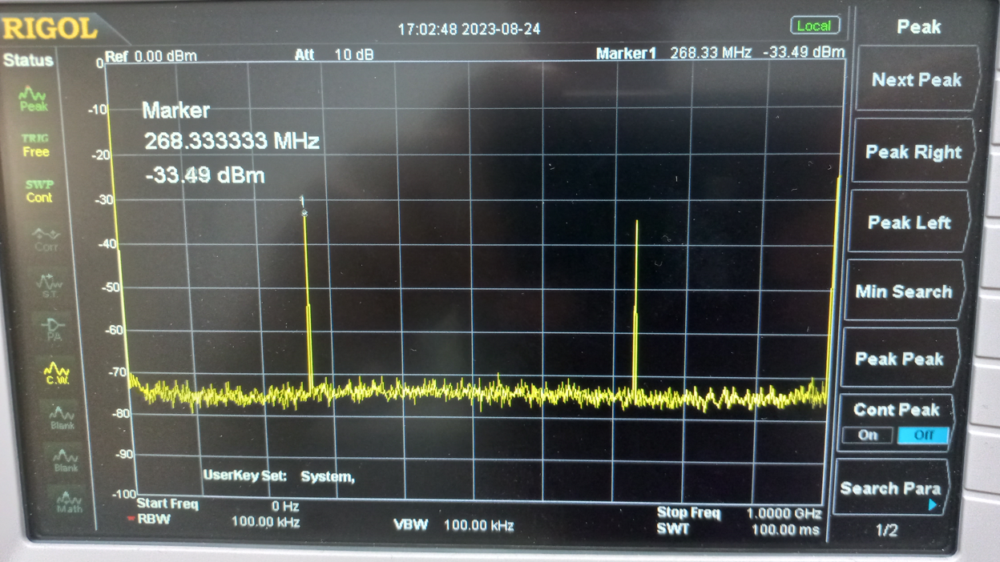 RIGOL
17:02:48 2023-08-24
Local
Peak
Status
Ref 0.00 dBm
Att 10 dB
Marker1 268.33 MHz -33.49 dBm
Next Peak
Peak Right
Peak Left
Min Search
Peak Peak
Cont Peak
On Off
Search Para
1/2
Peak
TRIG
Free
SWP
Cont
Corr
S.T.
PA
C.W.
Blank
Blank
Math
0
-10
-20
-30
-40
-50
-60
-70
-80
-90
-100
Marker
268.333333 MHz
-33.49 dBm
1
UserKey Set: System,
Start Freq 0 Hz
RBW 100.00 kHz
VBW 100.00 kHz
Stop Freq 1.0000 GHz
SWT 100.00 ms